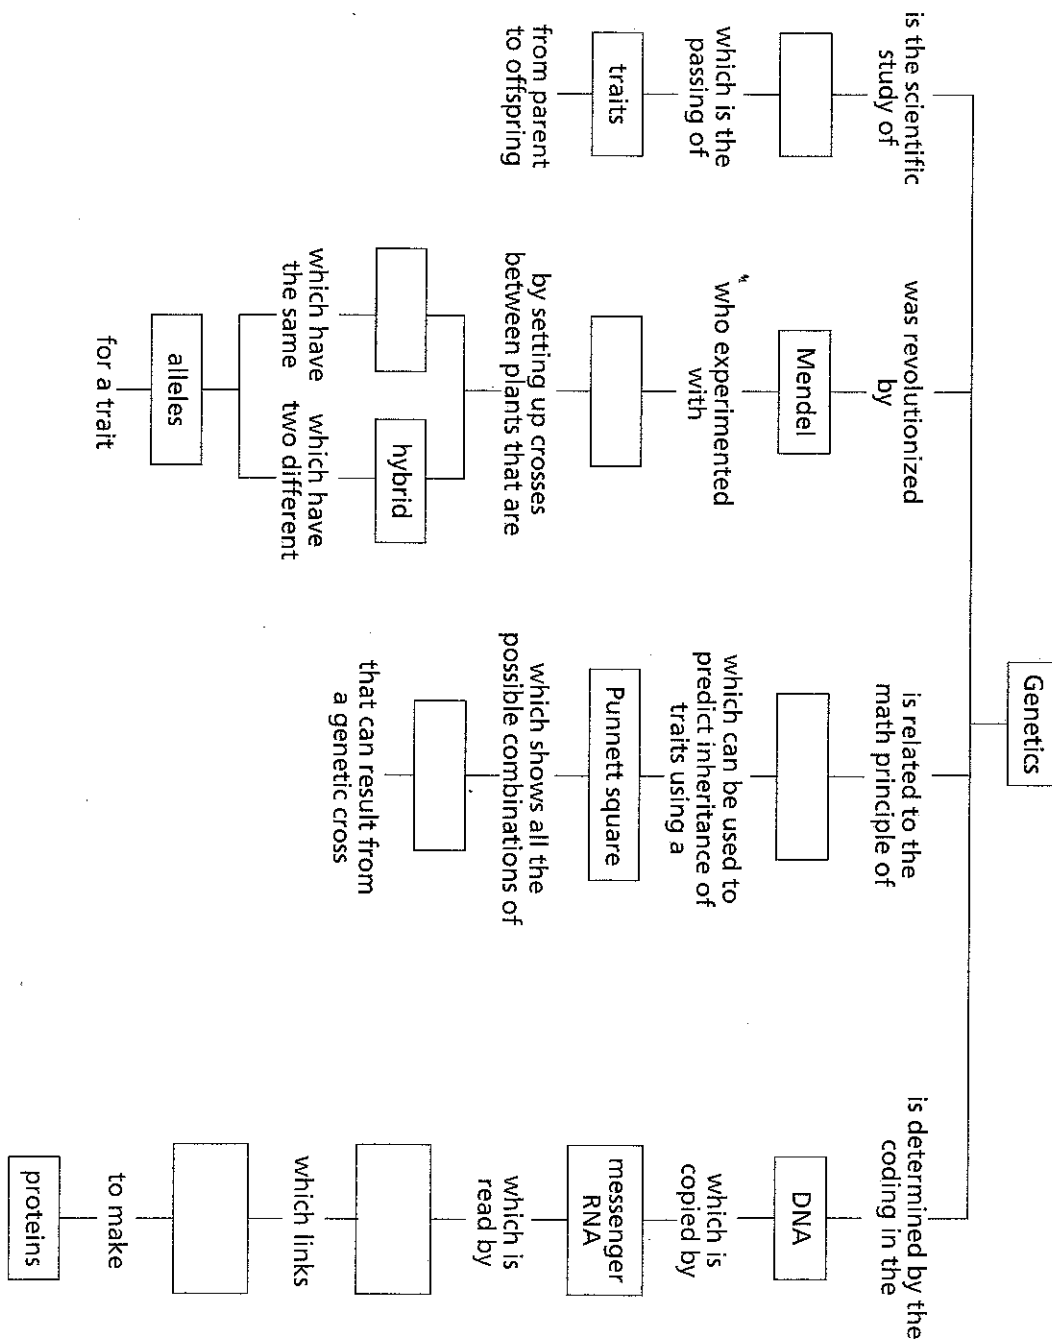 Genetics
is the scientific
study of
which is the
passing of
traits
from parent
to offspring
was revolutionized
by
Mendel
who experimented
with
by setting up crosses
between plants that are
which have
the same
hybrid
which have
two different
alleles
for a trait
is related to the
math principle of
which can be used to
predict inheritance of
traits using a
Punnett square
which shows all the
possible combinations of
that can result from
a genetic cross
is determined by the
coding in the
DNA
which is
copied by
messenger
RNA
which is
read by
which links
to make
proteins